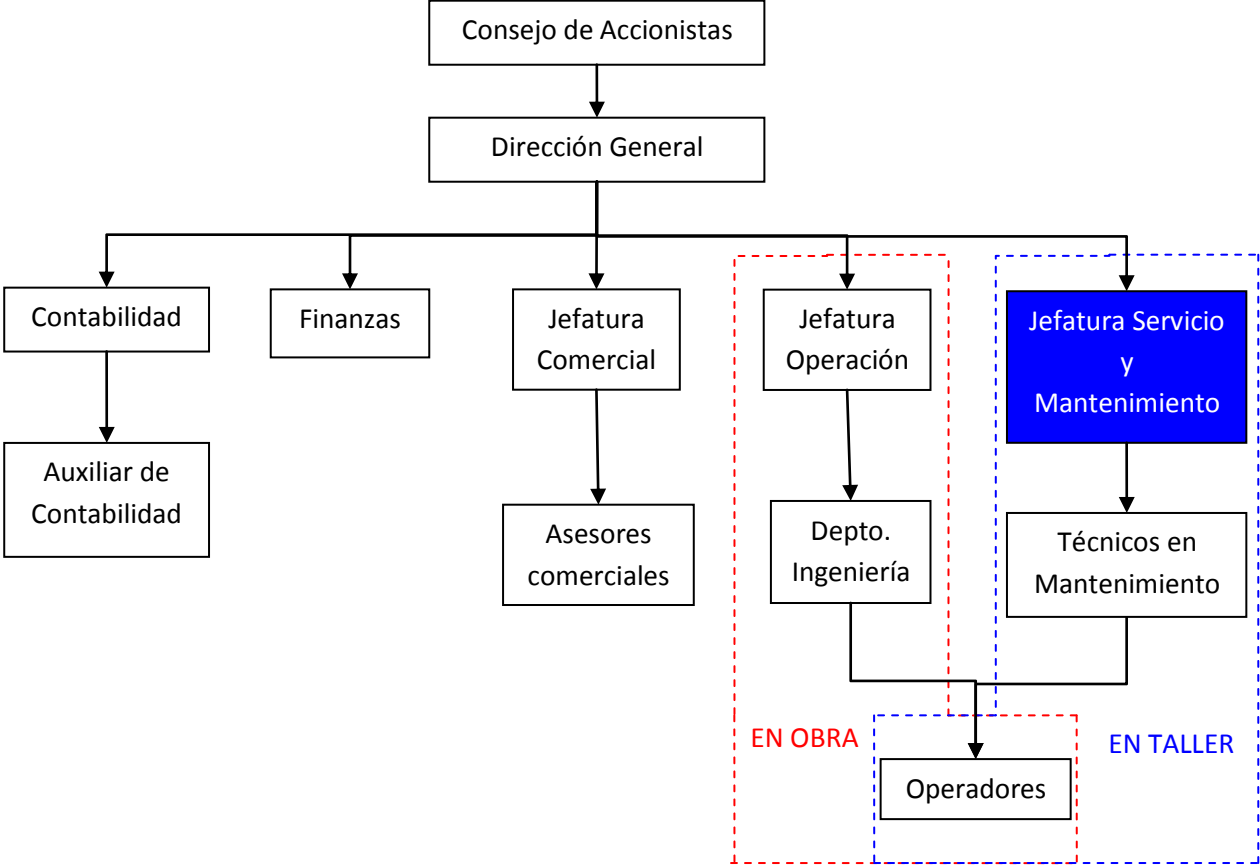 Consejo de Accionistas
Dirección General
Contabilidad
Finanzas
Jefatura
Comercial
Jefatura
Operación
Jefatura Servicio
y
Mantenimiento
Auxiliar de
Contabilidad
Asesores
comerciales
Depto.
Ingeniería
Técnicos en
Mantenimiento
EN OBRA
EN TALLER
Operadores